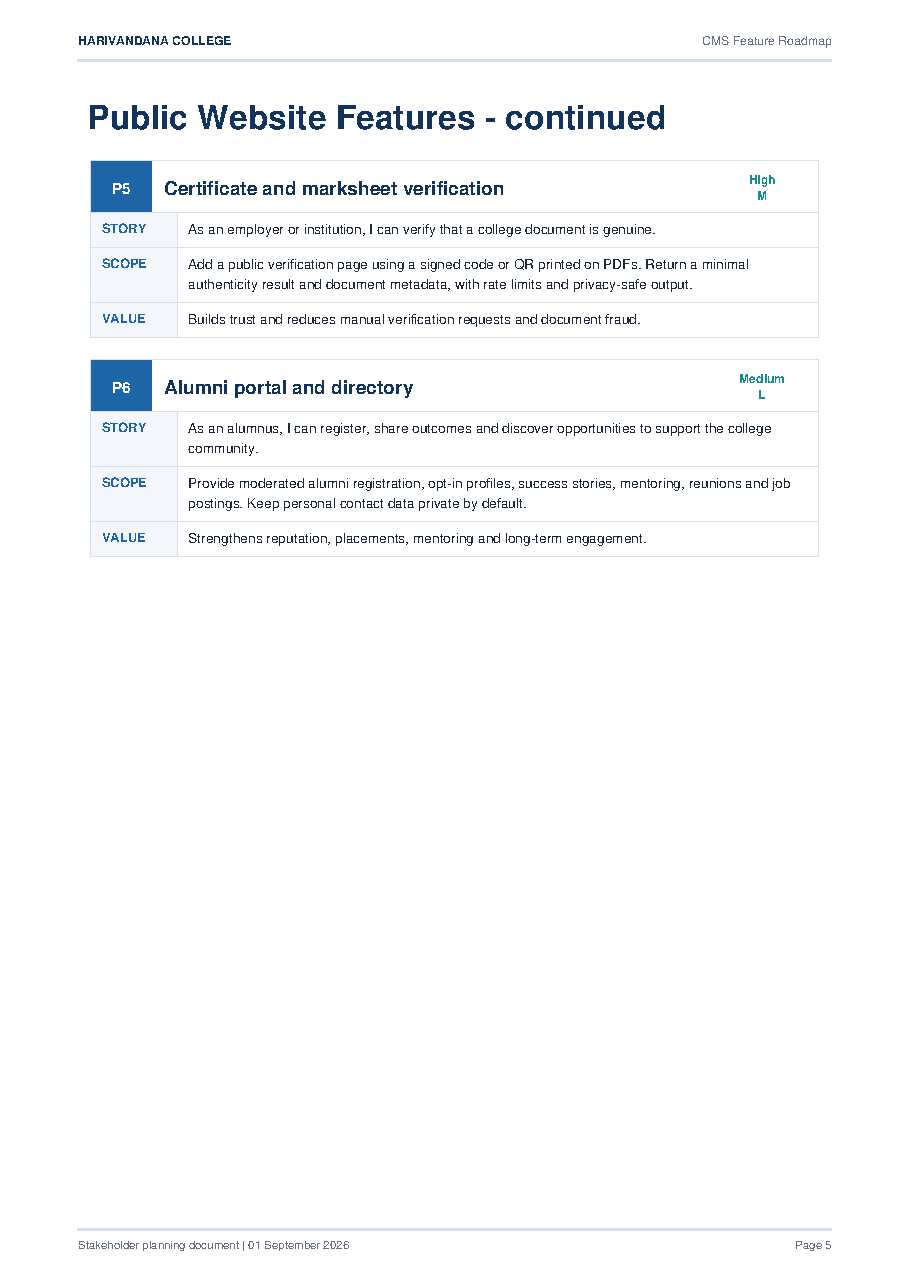 HARIVANDANA COLLEGE
CMS Feature Roadmap
Public Website Features - continued
P5
Certificate and marksheet verification
High
M
STORY
As an employer or institution, I can verify that a college document is genuine.
SCOPE
Add a public verification page using a signed code or QR printed on PDFs. Return a minimal
authenticity result and document metadata, with rate limits and privacy-safe output.
VALUE
Builds trust and reduces manual verification requests and document fraud.
P6
Alumni portal and directory
Medium
L
STORY
As an alumnus, I can register, share outcomes and discover opportunities to support the college
community.
SCOPE
Provide moderated alumni registration, opt-in profiles, success stories, mentoring, reunions and job
postings. Keep personal contact data private by default.
VALUE
Strengthens reputation, placements, mentoring and long-term engagement.
Stakeholder planning document | 01 September 2026
Page 5